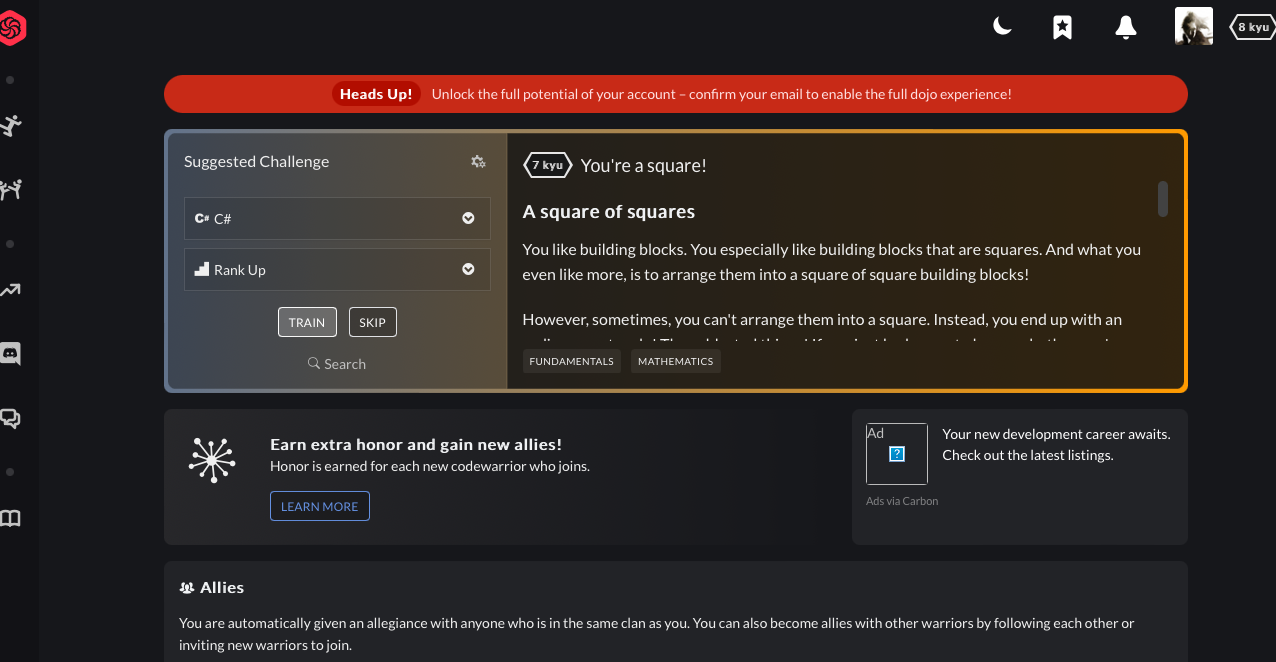 8 kyu
Heads Up! Unlock the full potential of your account – confirm your email to enable the full dojo experience!
Suggested Challenge
C# C#
Rank Up
TRAIN SKIP
Search
7 kyu You're a square!
A square of squares
You like building blocks. You especially like building blocks that are squares. And what you
even like more, is to arrange them into a square of square building blocks!
However, sometimes, you can't arrange them into a square. Instead, you end up with an
FUNDAMENTALS MATHEMATICS
Earn extra honor and gain new allies!
Honor is earned for each new codewarrior who joins.
LEARN MORE
Ad
?
Your new development career awaits.
Check out the latest listings.
Ads via Carbon
Allies
You are automatically given an allegiance with anyone who is in the same clan as you. You can also become allies with other warriors by following each other or
inviting new warriors to join.